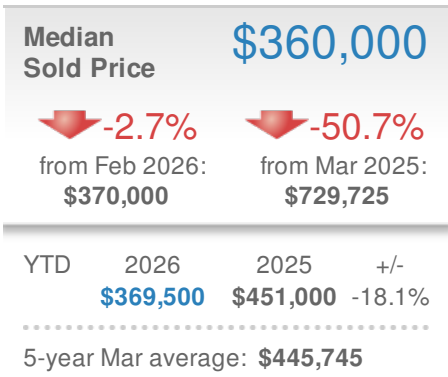 Median
Sold Price
$360,000
-2.7%
from Feb 2026:
$370,000
-50.7%
from Mar 2025:
$729,725
YTD 2026 2025 +/-
$369,500 $451,000 -18.1%
5-year Mar average: $445,745